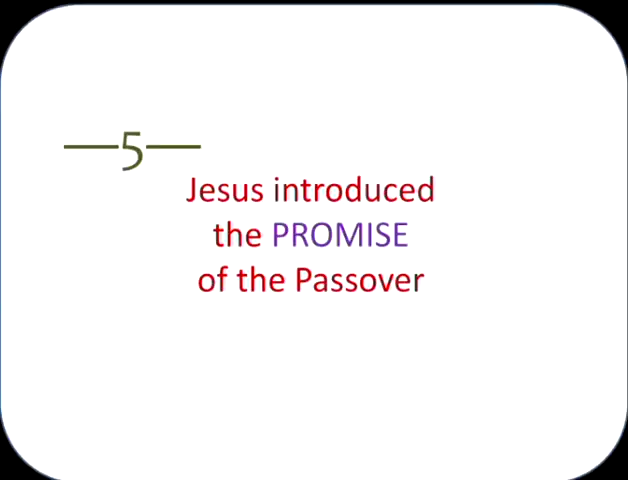 —5—
Jesus introduced
the PROMISE
of the Passover